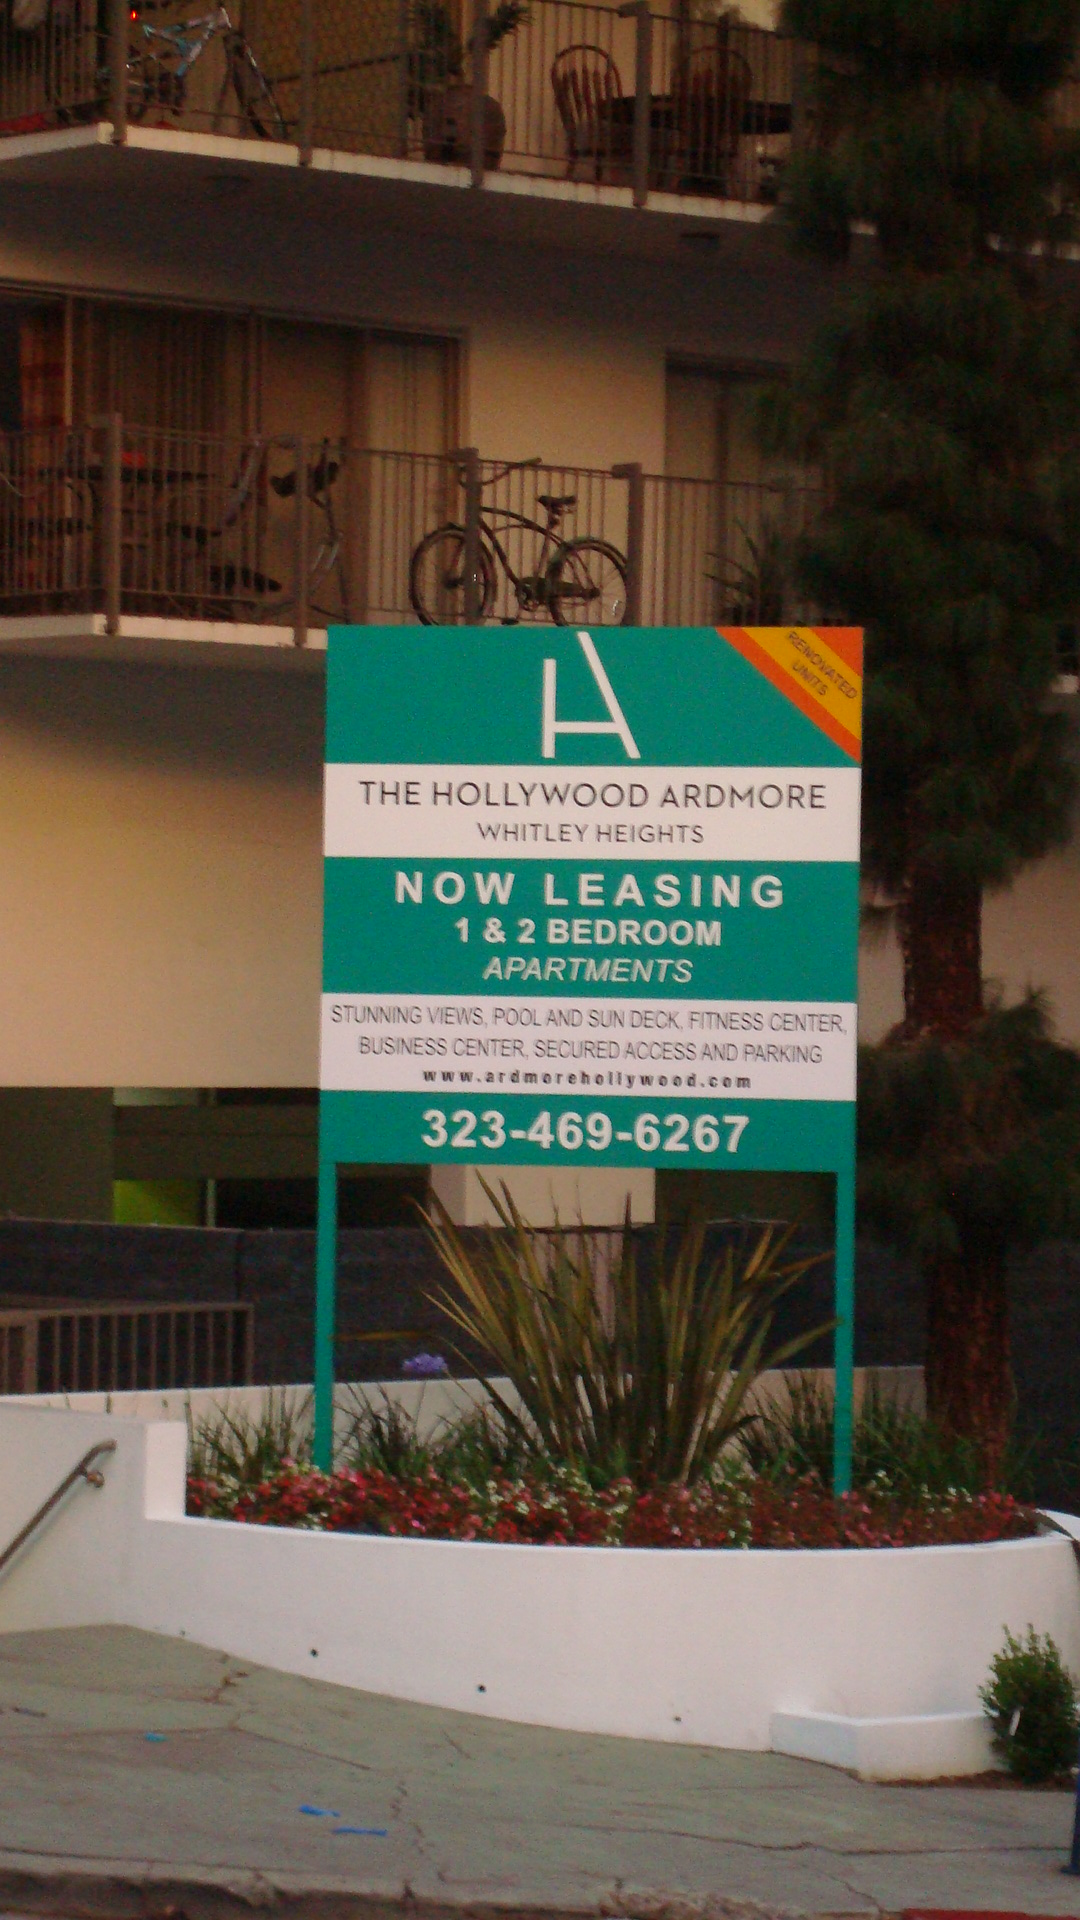 HA
RENOVATED
UNITS
THE HOLLYWOOD ARDMORE
WHITLEY HEIGHTS
NOW LEASING
1 & 2 BEDROOM
APARTMENTS
STUNNING VIEWS, POOL AND SUN DECK, FITNESS CENTER,
BUSINESS CENTER, SECURED ACCESS AND PARKING
www.ardmorehollywood.com
323-469-6267